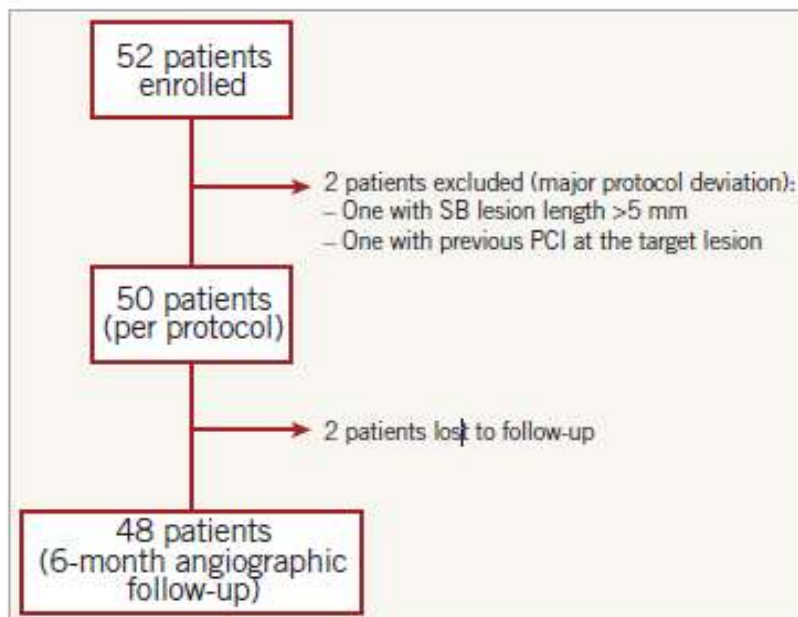 52 patients
enrolled
2 patients excluded (major protocol deviation):
– One with SB lesion length >5 mm
– One with previous PCI at the target lesion
50 patients
(per protocol)
2 patients lost to follow-up
48 patients
(6-month angiographic
follow-up)